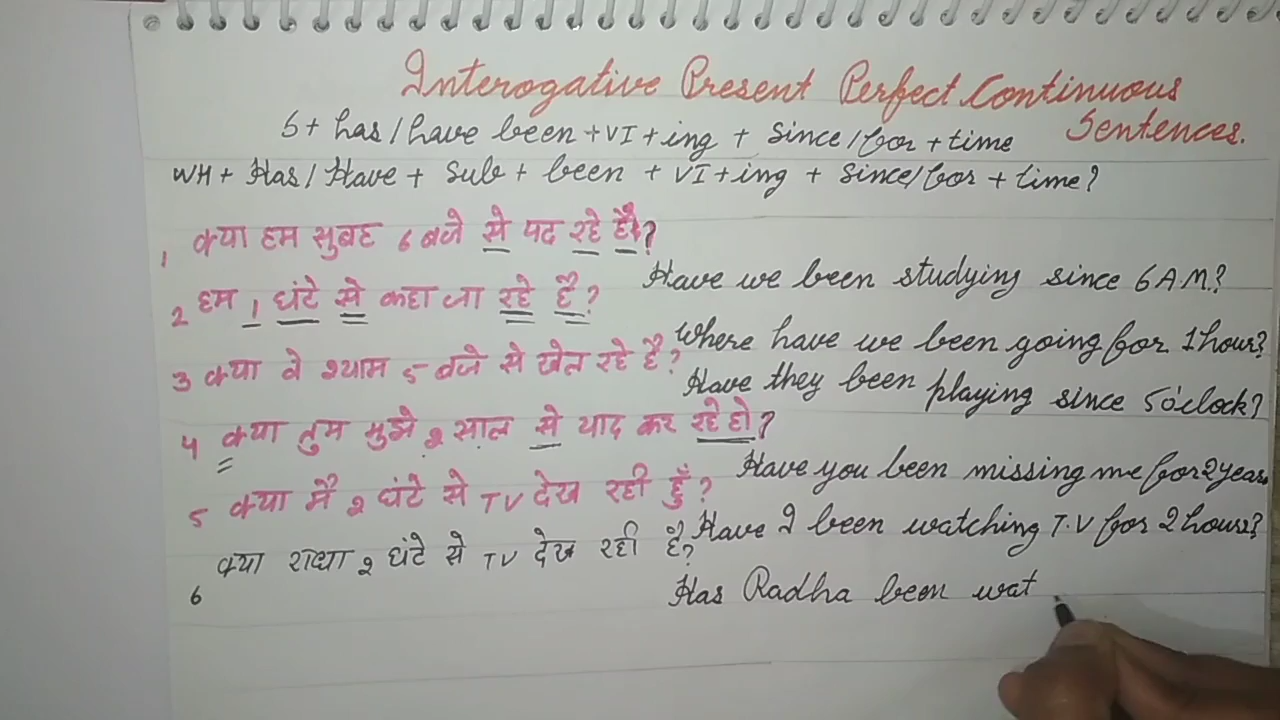 Interogative Present Perfect Continuous
Sentences.
S + has/have been + VI + ing + Since/for + time
WH + Has/Have + Sub + been + VI + ing + Since/for + time?
1 क्या हम सुबह 6 बजे से पढ रहे हैं?
Have we been studying since 6 A.M.?
2 हम 1 घंटे से कहा जा रहे है?
Where have we been going for 1 hour?
3 क्या वे श्याम 5 बजे से खेल रहे है?
Have they been playing since 5 o'clock?
4 क्या तुम मुझे 2 साल से याद कर रहे हो?
Have you been missing me for 2 years
5 क्या मै 2 घंटे से TV देख रही हुँ?
Have I been watching T.V for 2 hours?
6 क्या राधा 2 घंटे से TV देख रही है?
Has Radha been wat